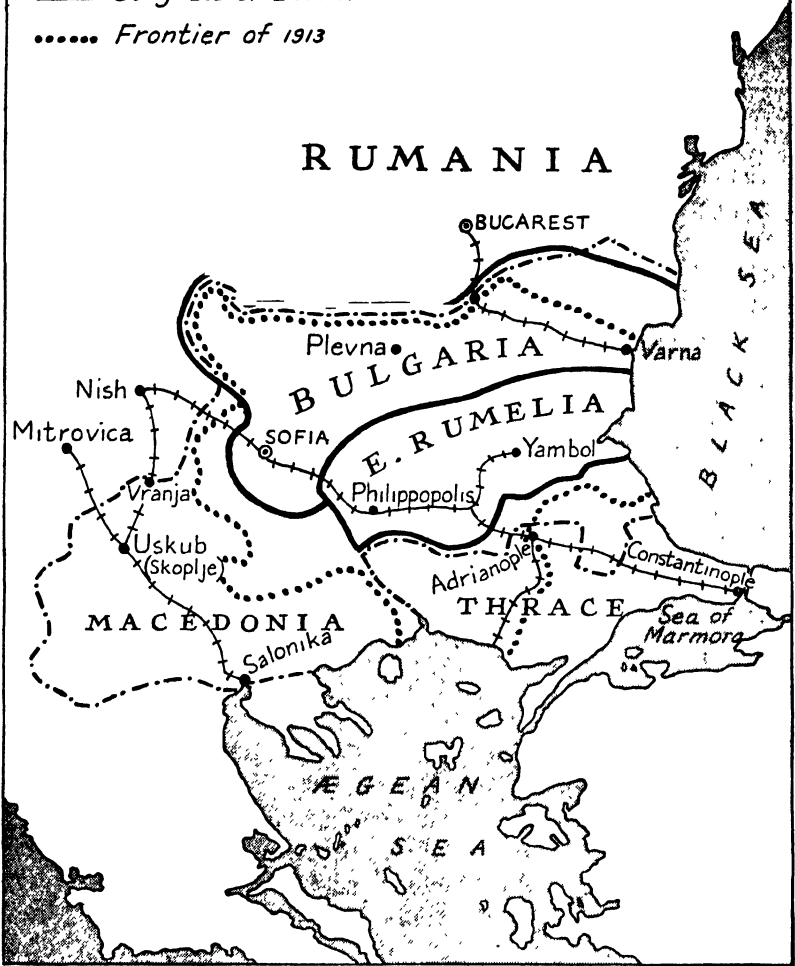 Frontier of 1913
RUMANIA
BUCAREST
BLACK SEA
Plevna
BULGARIA
Varna
Nish
Mitrovica
SOFIA
E. RUMELIA
Yambol
Vranja
Philippopolis
Uskub
(Skoplje)
Adrianople
Constantinople
MACEDONIA
THRACE
Sea of
Marmora
Salonika
ÆGEAN
SEA